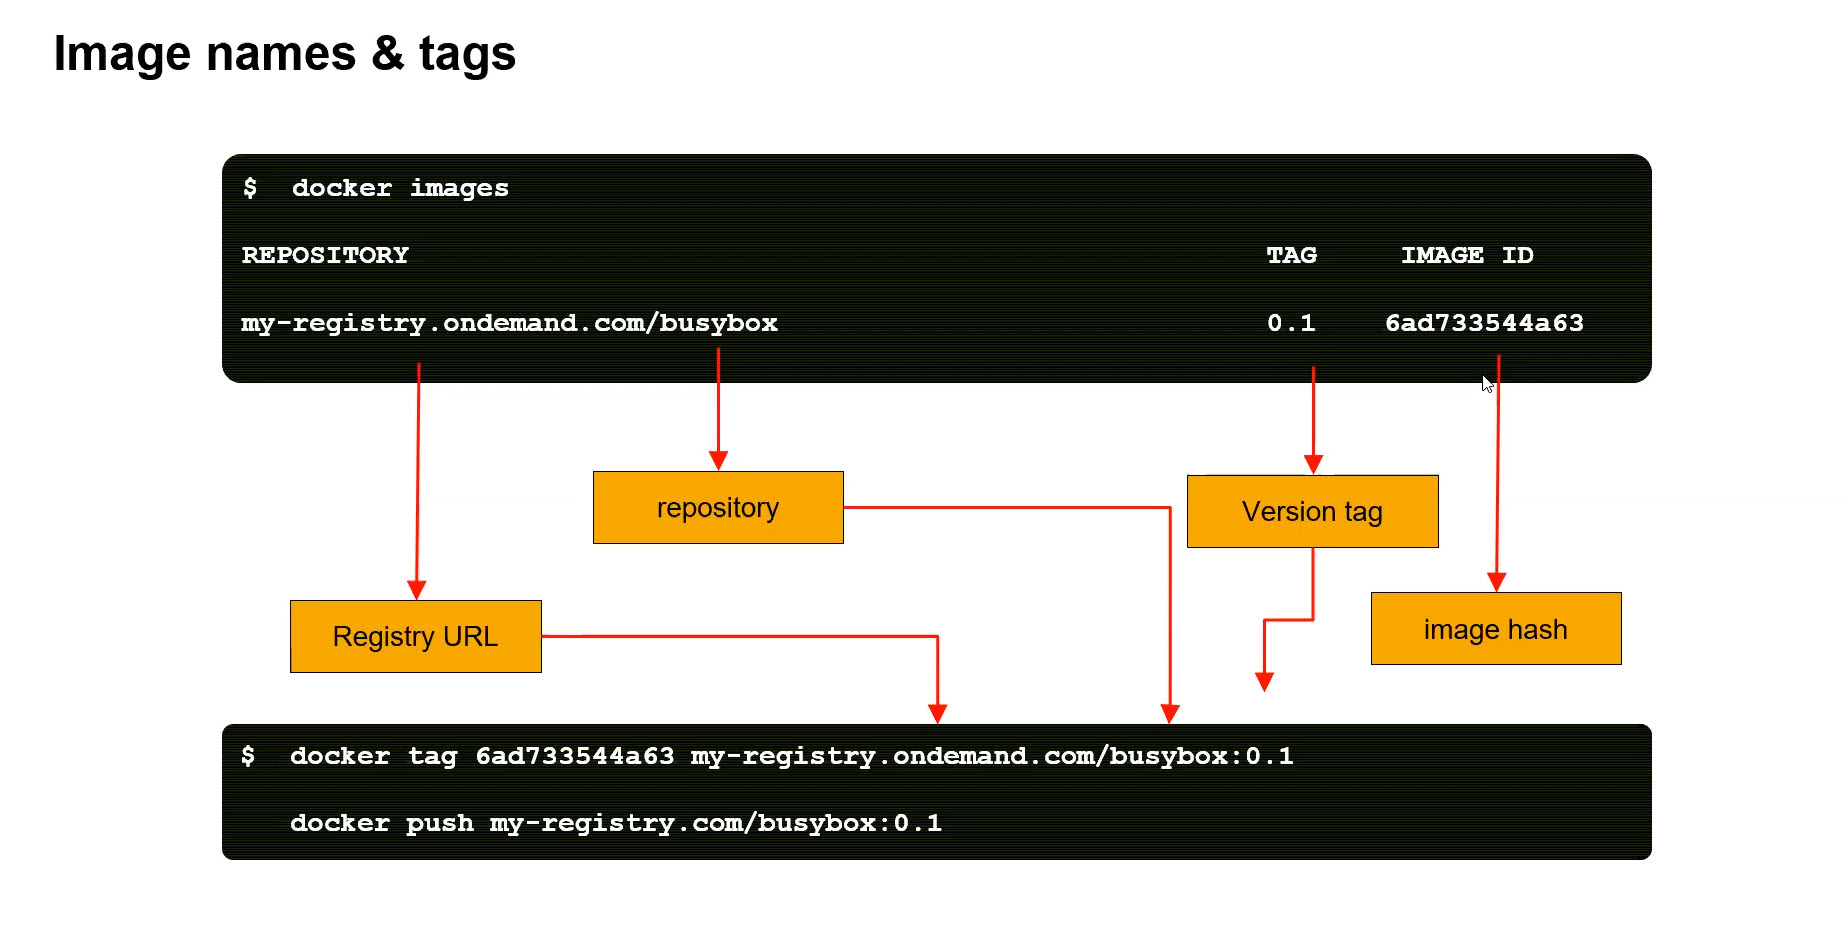 Image names & tags
$ docker images
REPOSITORY TAG IMAGE ID
my-registry.ondemand.com/busybox 0.1 6ad733544a63
repository
Version tag
Registry URL
image hash
$ docker tag 6ad733544a63 my-registry.ondemand.com/busybox:0.1
docker push my-registry.com/busybox:0.1